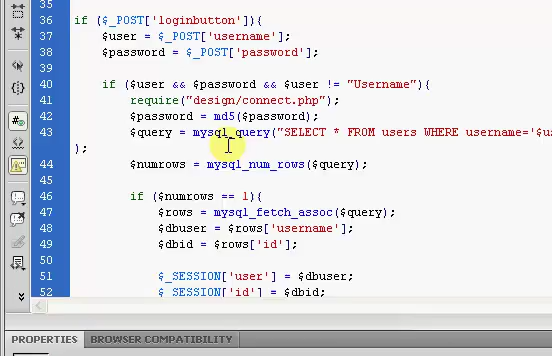 35
36 if ($_POST['loginbutton']){
37 $user = $_POST['username'];
38 $password = $_POST['password'];
39
40 if ($user && $password && $user != "Username"){
41 require("design/connect.php");
42 $password = md5($password);
43 $query = mysql_query("SELECT * FROM users WHERE username='$us
);
44 $numrows = mysql_num_rows($query);
45
46 if ($numrows == 1){
47 $rows = mysql_fetch_assoc($query);
48 $dbuser = $rows['username'];
49 $dbid = $rows['id'];
50
51 $_SESSION['user'] = $dbuser;
52 $_SESSION['id'] = $dbid;
PROPERTIES BROWSER COMPATIBILITY